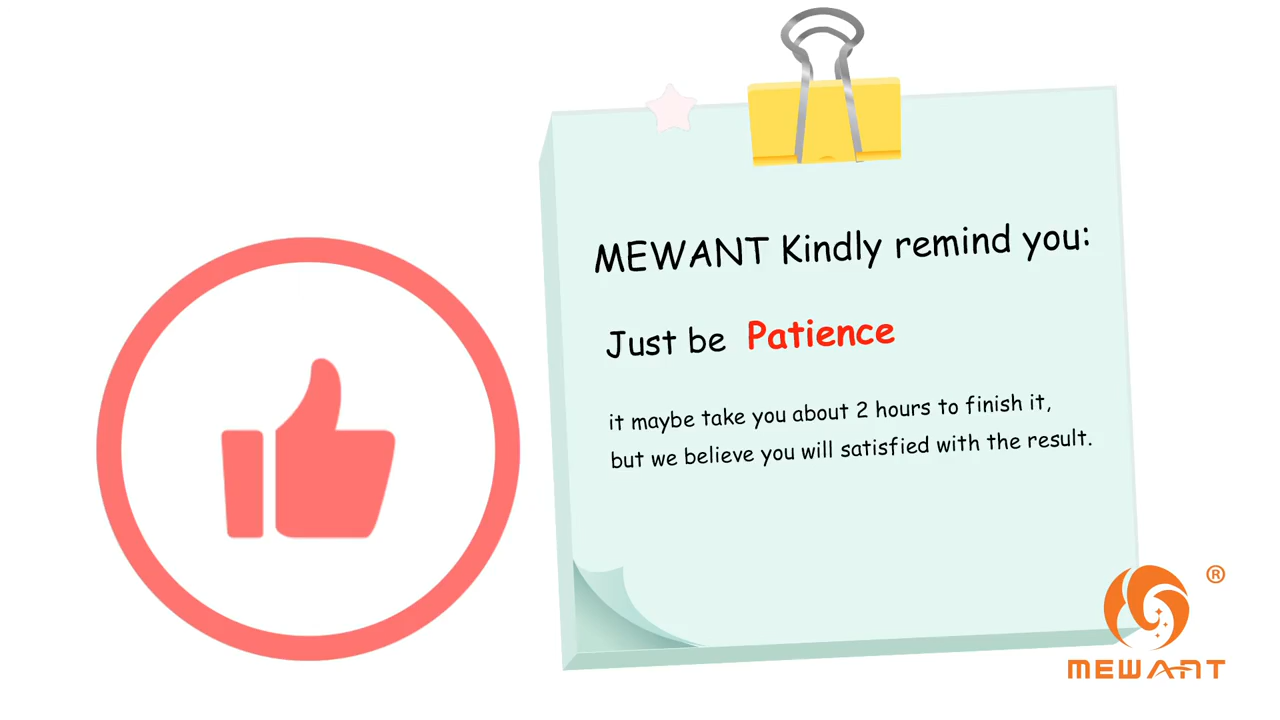 MEWANT Kindly remind you:
Just be Patience
it maybe take you about 2 hours to finish it,
but we believe you will satisfied with the result.
®
MEWANT